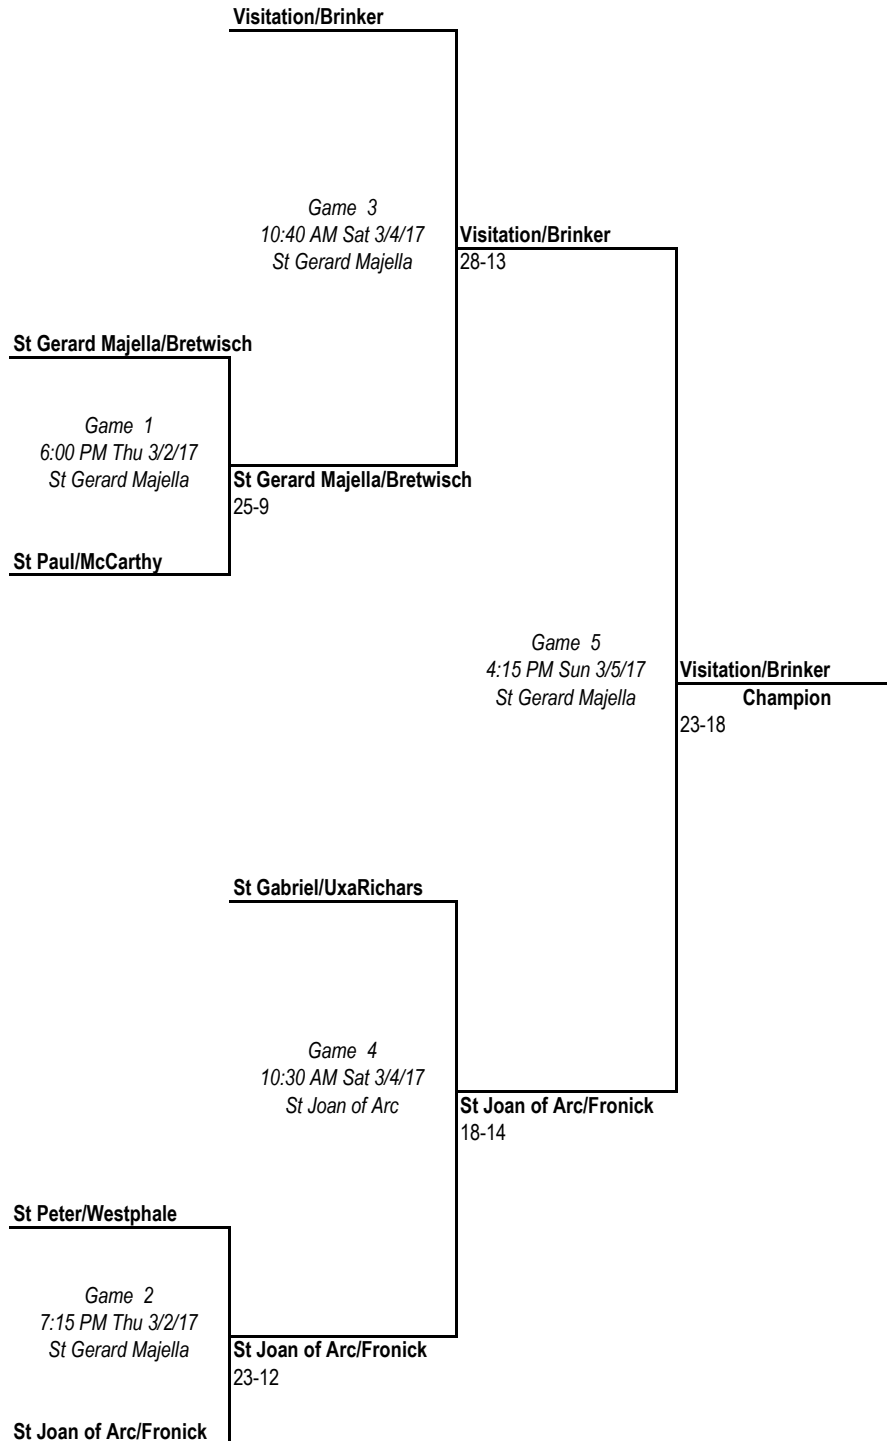 Visitation/Brinker
Game 3
10:40 AM Sat 3/4/17
St Gerard Majella
Visitation/Brinker
28-13
St Gerard Majella/Bretwisch
Game 1
6:00 PM Thu 3/2/17
St Gerard Majella
St Gerard Majella/Bretwisch
25-9
St Paul/McCarthy
Game 5
4:15 PM Sun 3/5/17
St Gerard Majella
Visitation/Brinker
Champion
23-18
St Gabriel/UxaRichars
Game 4
10:30 AM Sat 3/4/17
St Joan of Arc
St Joan of Arc/Fronick
18-14
St Peter/Westphale
Game 2
7:15 PM Thu 3/2/17
St Gerard Majella
St Joan of Arc/Fronick
23-12
St Joan of Arc/Fronick